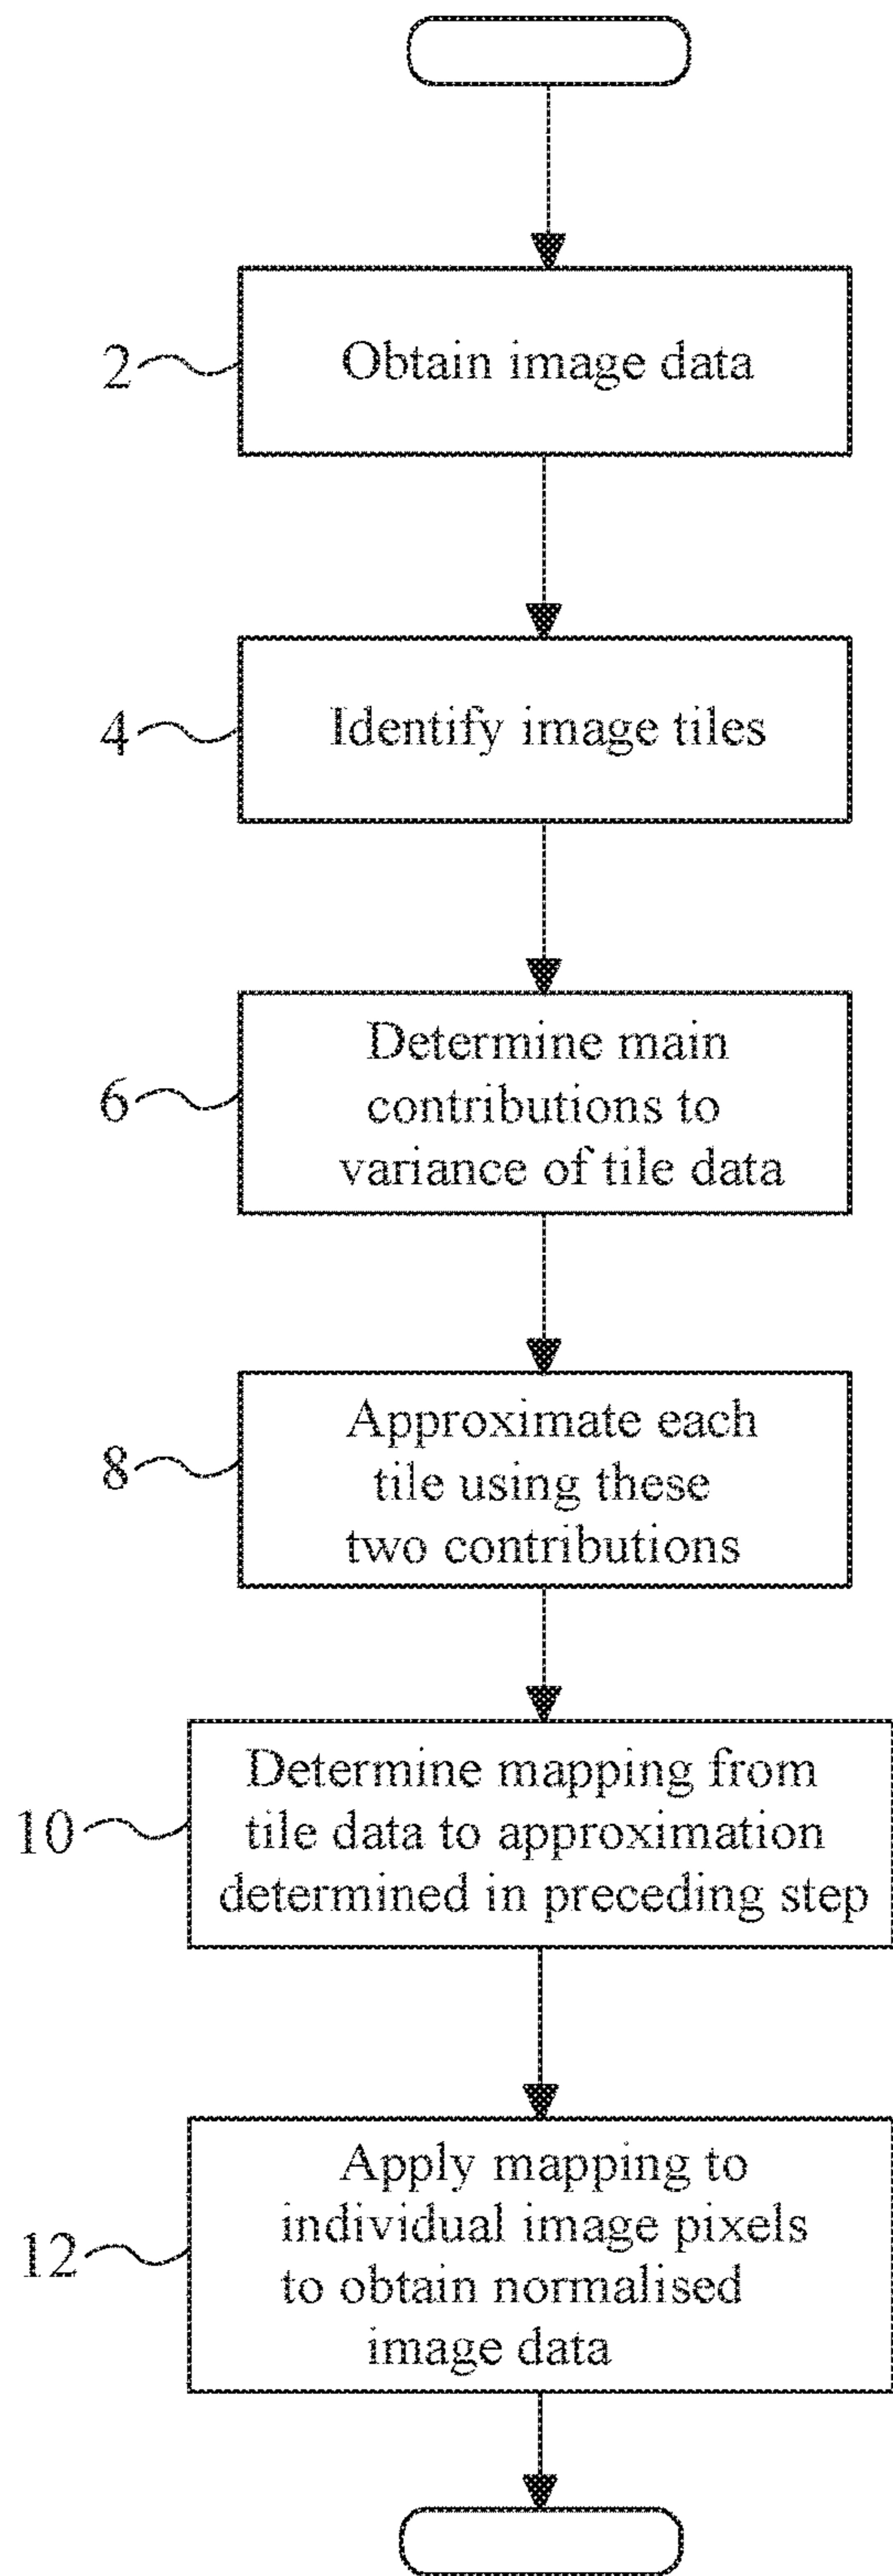 2
Obtain image data
4
Identify image tiles
6
Determine main
contributions to
variance of tile data
8
Approximate each
tile using these
two contributions
10
Determine mapping from
tile data to approximation
determined in preceding step
12
Apply mapping to
individual image pixels
to obtain normalised
image data